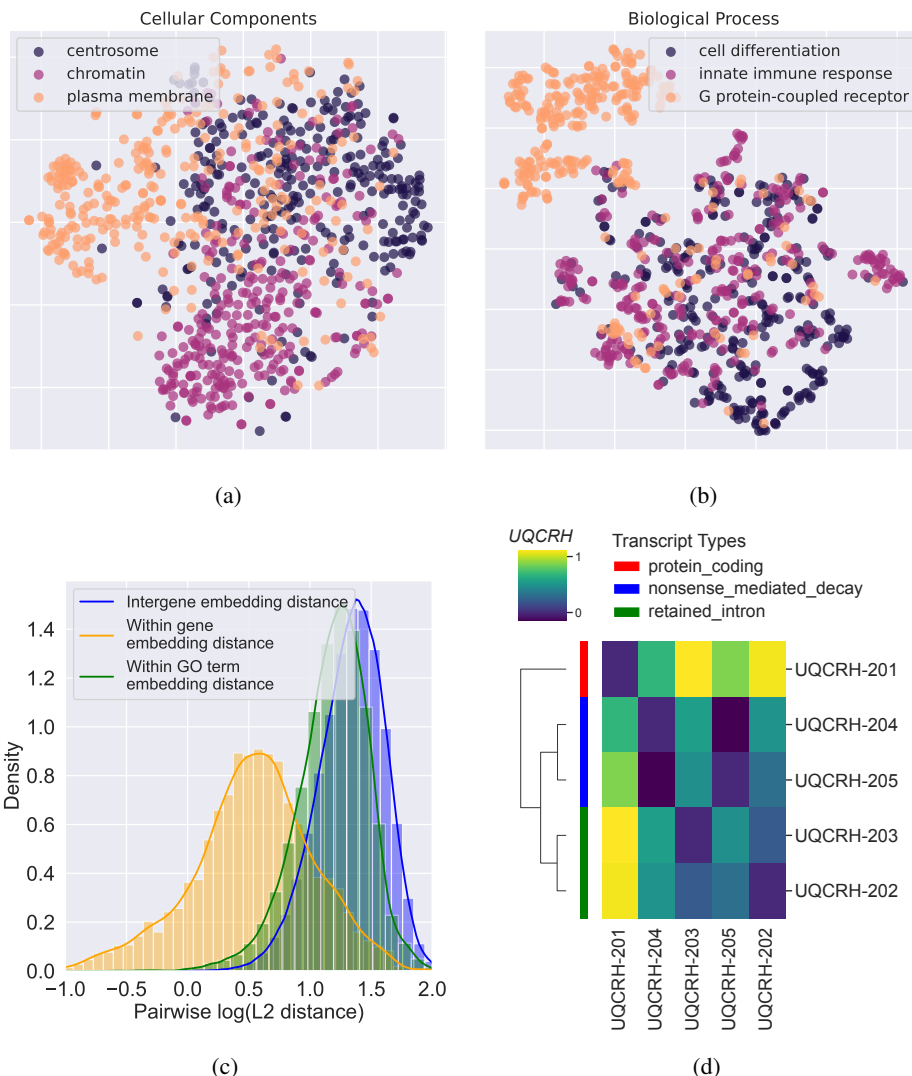 Cellular Components
centrosome
chromatin
plasma membrane
(a)
Biological Process
cell differentiation
innate immune response
G protein-coupled receptor
(b)
Intergene embedding distance
Within gene
embedding distance
Within GO term
embedding distance
Density
1.4
1.2
1.0
0.8
0.6
0.4
0.2
0.0
−1.0 −0.5 0.0 0.5 1.0 1.5 2.0
Pairwise log(L2 distance)
(c)
UQCRH
1
0
Transcript Types
protein_coding
nonsense_mediated_decay
retained_intron
UQCRH-201
UQCRH-204
UQCRH-205
UQCRH-203
UQCRH-202
UQCRH-201
UQCRH-204
UQCRH-203
UQCRH-205
UQCRH-202
(d)